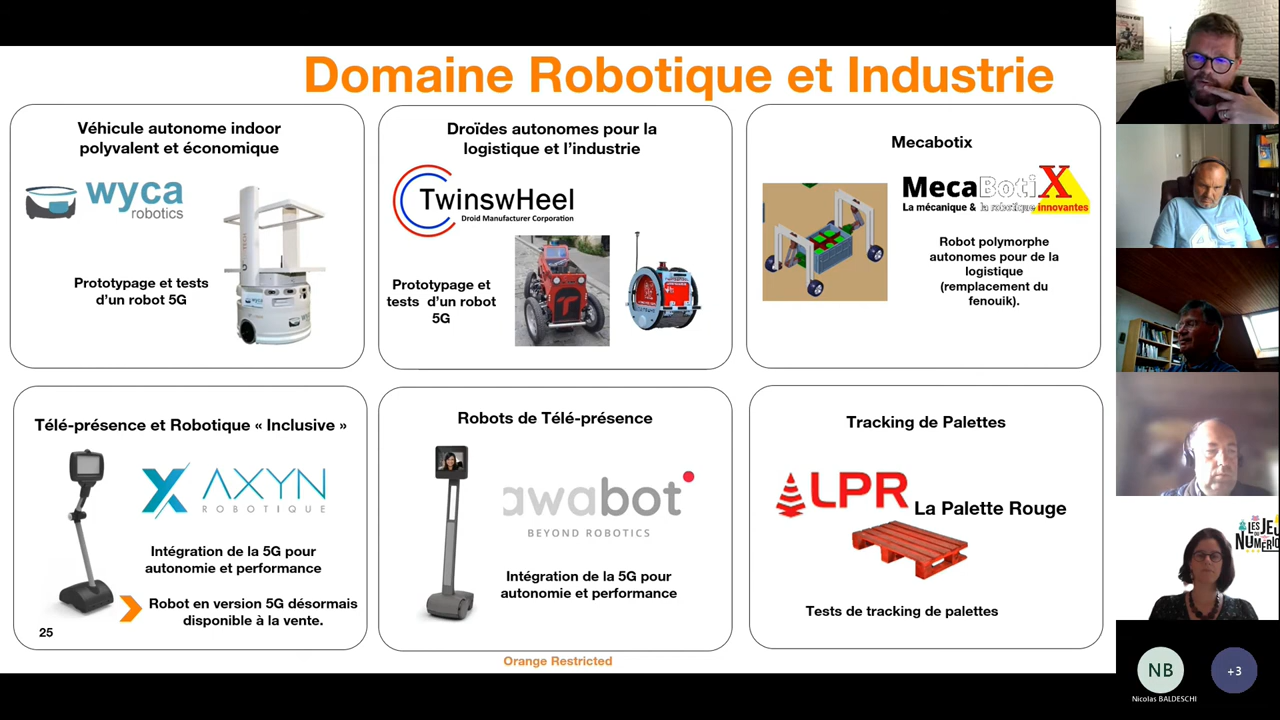 Domaine Robotique et Industrie
Véhicule autonome indoor
polyvalent et économique
wyca
robotics
Prototypage et tests
d’un robot 5G
Droïdes autonomes pour la
logistique et l’industrie
TwinswHeel
Droid Manufacturer Corporation
Prototypage et
tests d’un robot
5G
Mecabotix
MecaBotiX
La mécanique & la robotique innovantes
Robot polymorphe
autonomes pour de la
logistique
(remplacement du
fenouik).
Télé-présence et Robotique « Inclusive »
AXYN
ROBOTIQUE
Intégration de la 5G pour
autonomie et performance
Robot en version 5G désormais
disponible à la vente.
25
Robots de Télé-présence
awabot
BEYOND ROBOTICS
Intégration de la 5G pour
autonomie et performance
Tracking de Palettes
LPR La Palette Rouge
Tests de tracking de palettes
Orange Restricted
LES JEU
NUMÉRIQ
NB
+3
Nicolas BALDESCHI